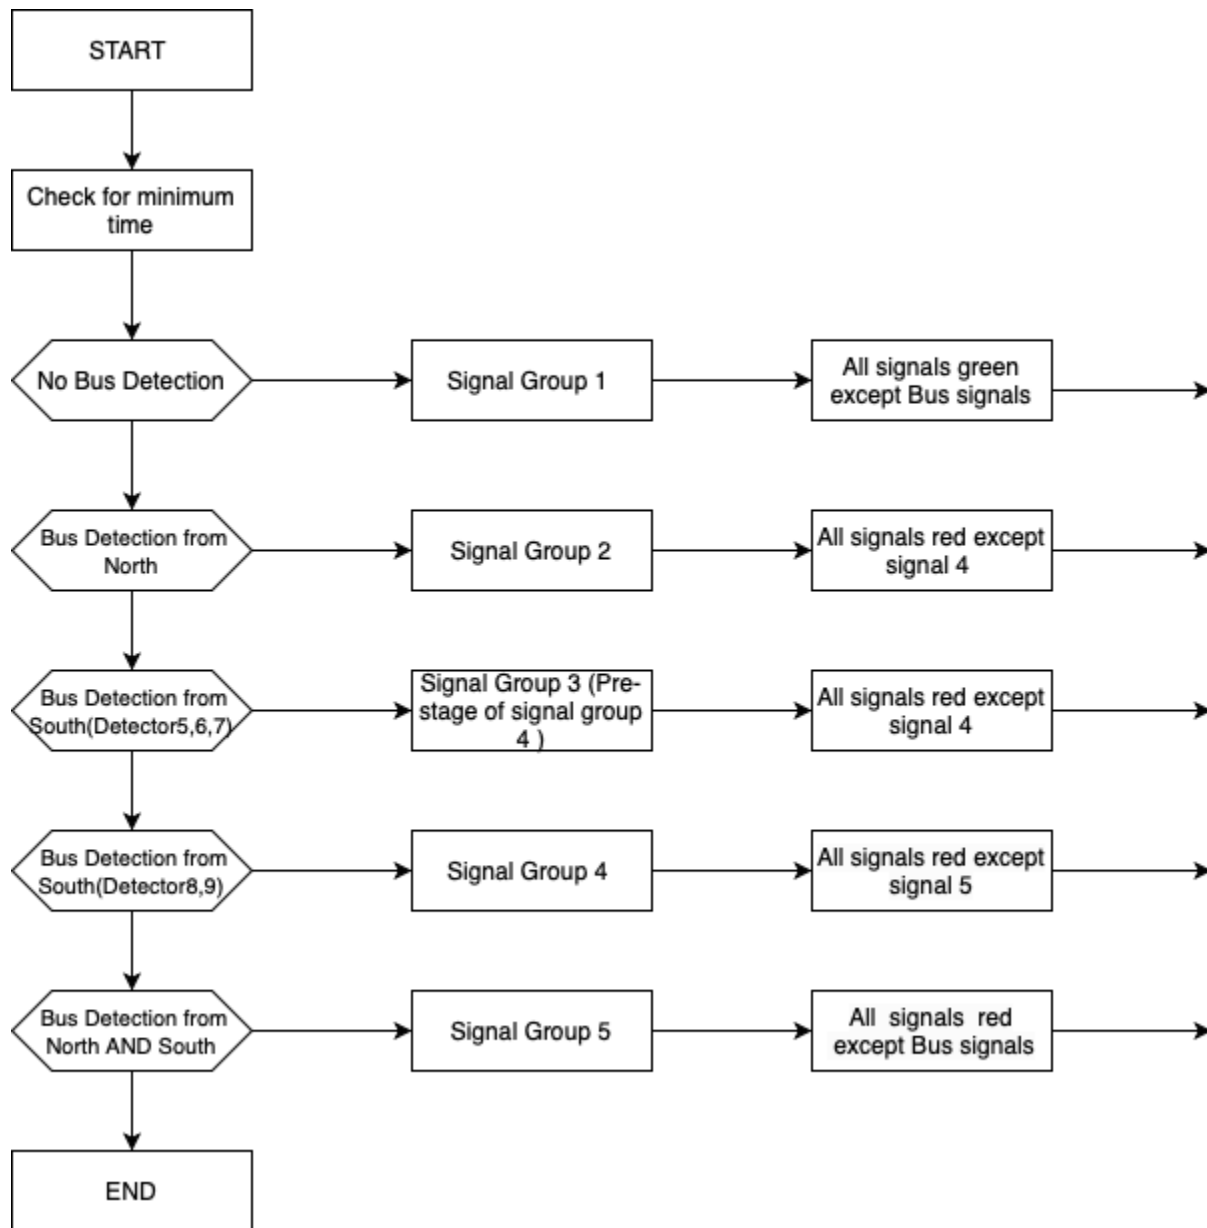 START
Check for minimum
time
No Bus Detection
Signal Group 1
All signals green
except Bus signals
Bus Detection from
North
Signal Group 2
All signals red except
signal 4
Bus Detection from
South(Detector5,6,7)
Signal Group 3 (Pre-
stage of signal group
4 )
All signals red except
signal 4
Bus Detection from
South(Detector8,9)
Signal Group 4
All signals red except
signal 5
Bus Detection from
North AND South
Signal Group 5
All signals red
except Bus signals
END